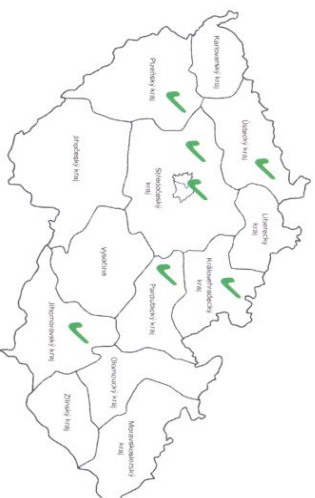 Karlovarský kraj
Ústecký kraj
Liberecký
kraj
Plzeňský kraj
Středočeský
kraj
Královéhradecký
kraj
Jihočeský kraj
Vysočina
Pardubický kraj
Jihomoravský kraj
Olomoucký
kraj
Zlínský kraj
Moravskoslezský
kraj